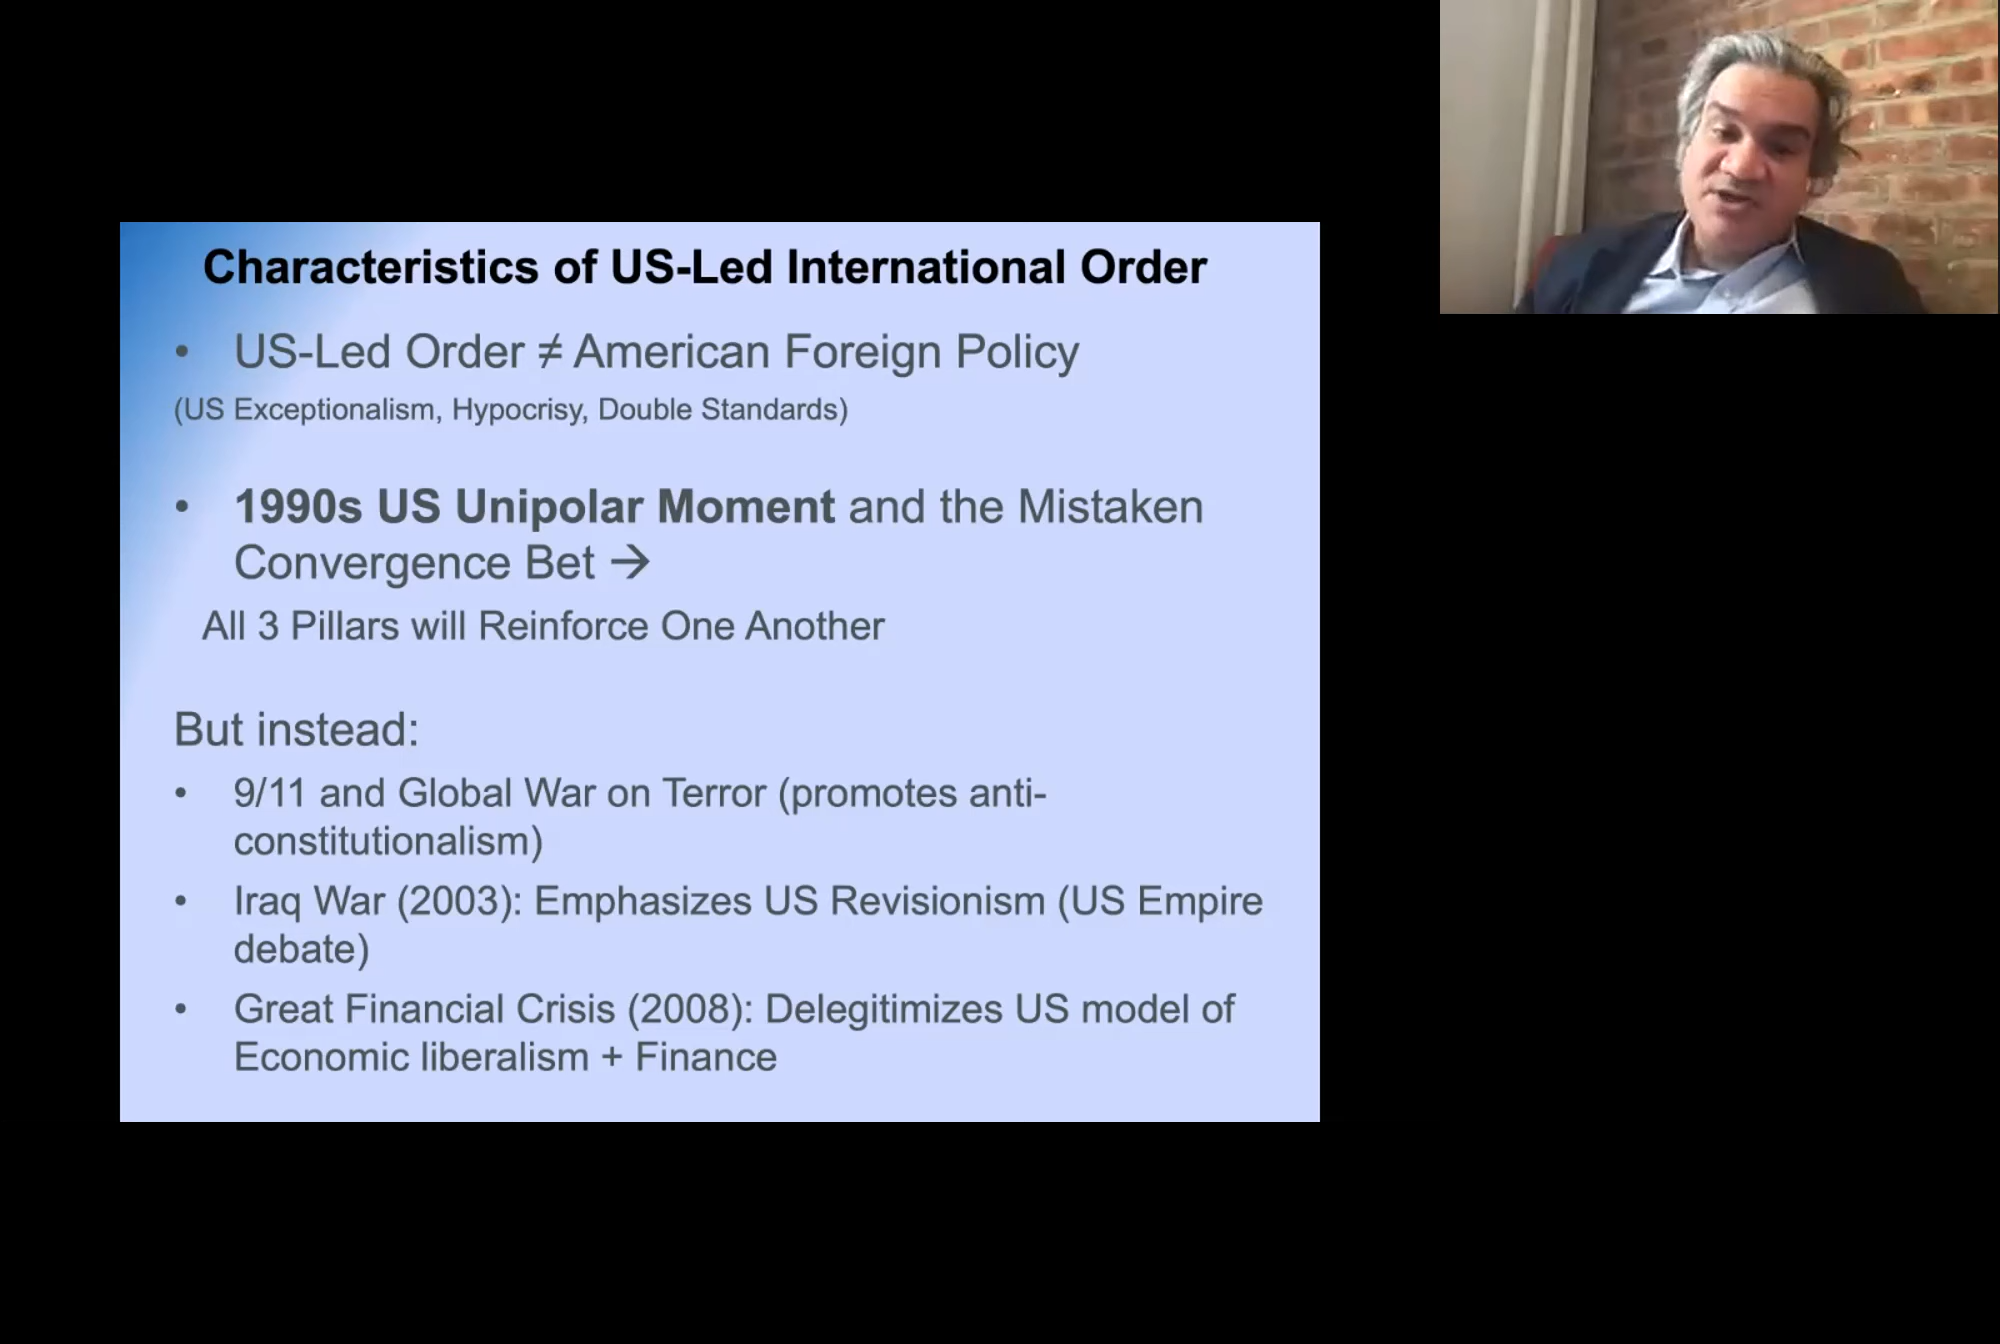 Characteristics of US-Led International Order
• US-Led Order ≠ American Foreign Policy
(US Exceptionalism, Hypocrisy, Double Standards)
• 1990s US Unipolar Moment and the Mistaken
Convergence Bet →
All 3 Pillars will Reinforce One Another
But instead:
• 9/11 and Global War on Terror (promotes anti-
constitutionalism)
• Iraq War (2003): Emphasizes US Revisionism (US Empire
debate)
• Great Financial Crisis (2008): Delegitimizes US model of
Economic liberalism + Finance